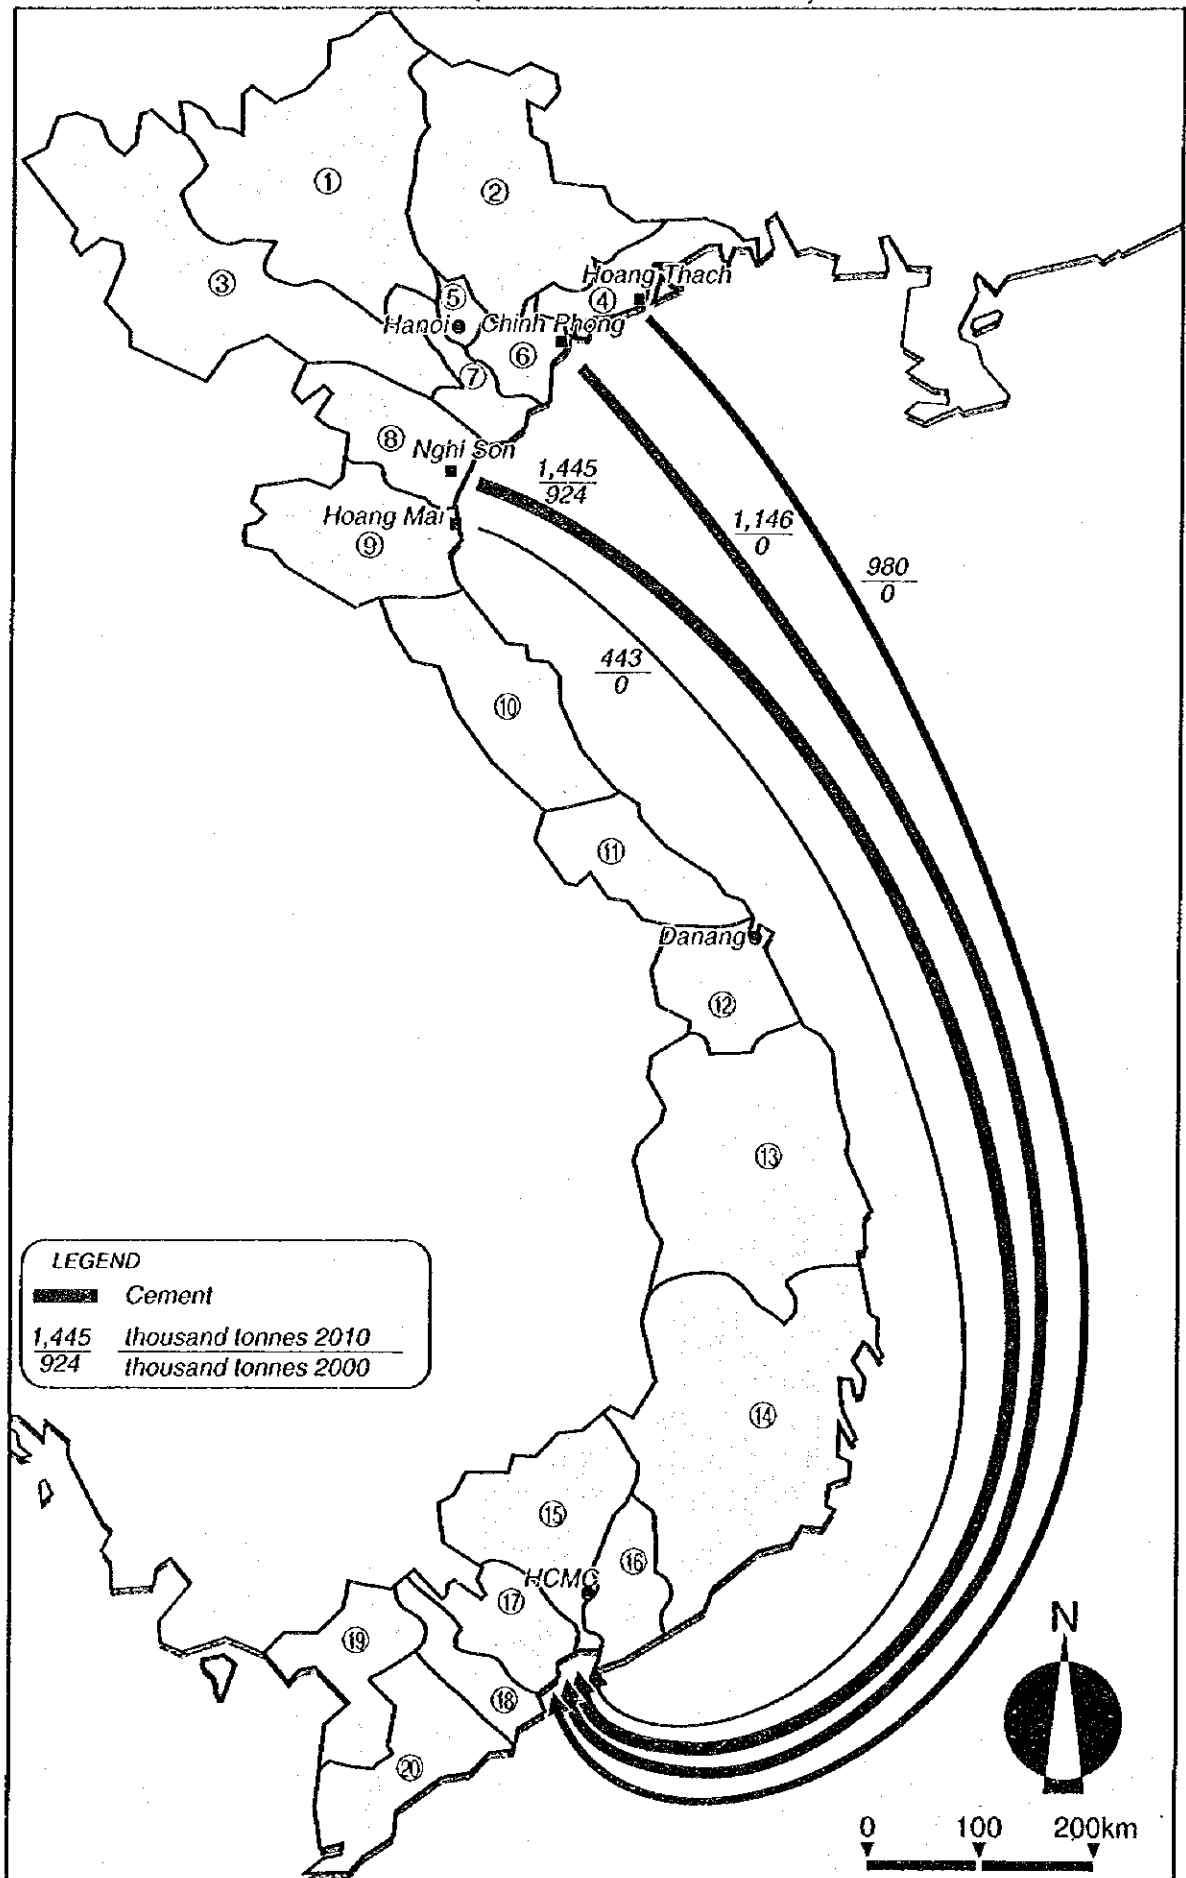 ①
②
③
Hoang Thach
④
⑤
Hanoi
Chinh Phong
⑥
⑦
⑧
Nghi Son
1,445
924
Hoang Mai
⑨
1,146
0
980
0
443
0
⑩
⑪
Danang
⑫
⑬
LEGEND
Cement
1,445 thousand tonnes 2010
924 thousand tonnes 2000
⑭
⑮
⑯
HCMC
⑰
N
⑲
⑱
⑳
0 100 200km